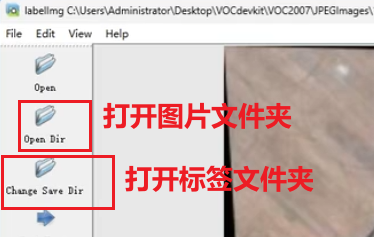 labelImg C:\Users\Administrator\Desktop\VOCdevkit\VOC2007\JPEGImages\
File Edit View Help
Open
Open Dir
打开图片文件夹
Change Save Dir
打开标签文件夹